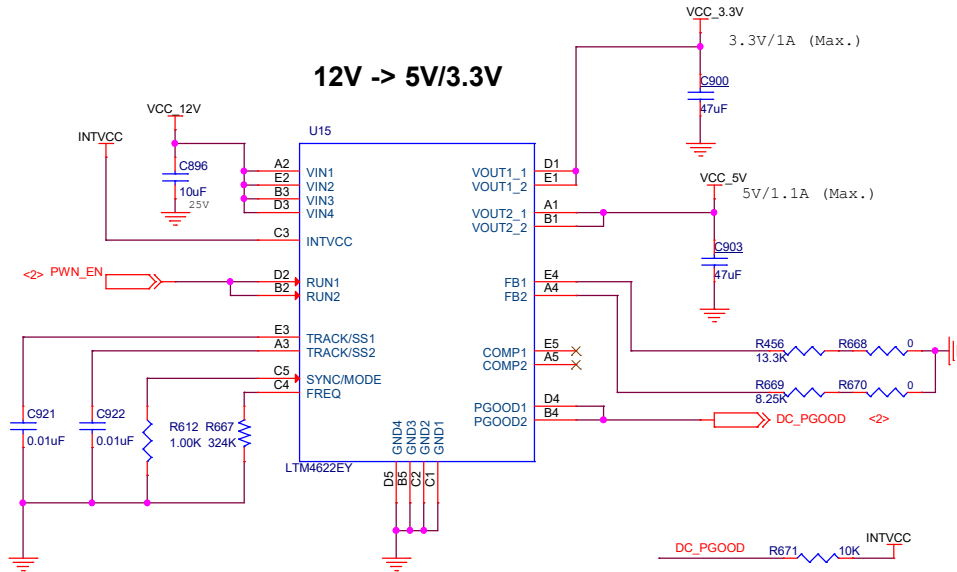 VCC_3.3V
3.3V/1A (Max.)
12V -> 5V/3.3V
C900
47uF
VCC_12V
INTVCC
U15
C896
10uF
25V
A2
E2
B3
D3
VIN1
VIN2
VIN3
VIN4
VOUT1_1
VOUT1_2
D1
E1
VCC_5V
5V/1.1A (Max.)
VOUT2_1
VOUT2_2
A1
B1
C3
INTVCC
C903
47uF
<2>
PWN_EN
D2
B2
RUN1
RUN2
FB1
FB2
E4
A4
E3
A3
TRACK/SS1
TRACK/SS2
COMP1
COMP2
E5
A5
R456
13.3K
R668
0
C5
C4
SYNC/MODE
FREQ
R669
8.25K
R670
0
PGOOD1
PGOOD2
D4
B4
DC_PGOOD
<2>
C921
0.01uF
C922
0.01uF
R612
1.00K
R667
324K
GND4
GND3
GND2
GND1
LTM4622EY
D5
B5
C2
C1
DC_PGOOD
R671
10K
INTVCC